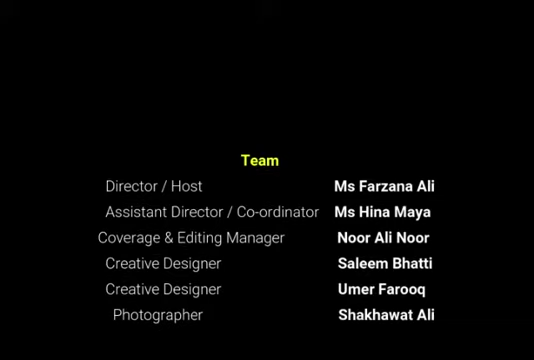 Team
Director / Host Ms Farzana Ali
Assistant Director / Co-ordinator Ms Hina Maya
Coverage & Editing Manager Noor Ali Noor
Creative Designer Saleem Bhatti
Creative Designer Umer Farooq
Photographer Shakhawat Ali